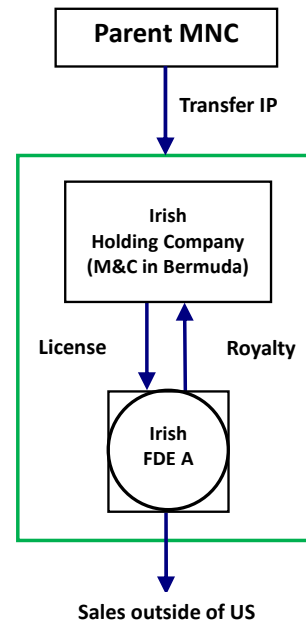 Parent MNC
Transfer IP
Irish
Holding Company
(M&C in Bermuda)
License
Royalty
Irish
FDE A
Sales outside of US